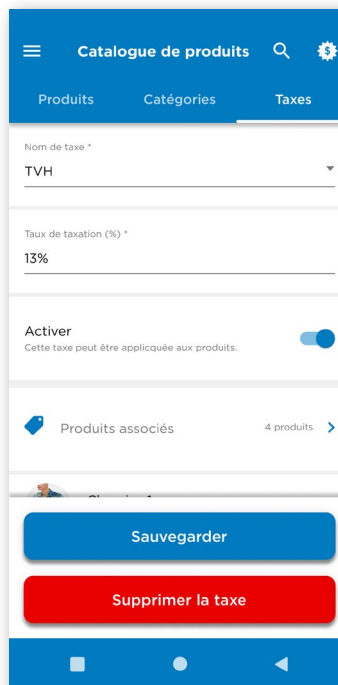 Catalogue de produits
Produits Catégories Taxes
Nom de taxe *
TVH
Taux de taxation (%) *
13%
Activer
Cette taxe peut être applicquée aux produits.
Produits associés 4 produits
Sauvegarder
Supprimer la taxe